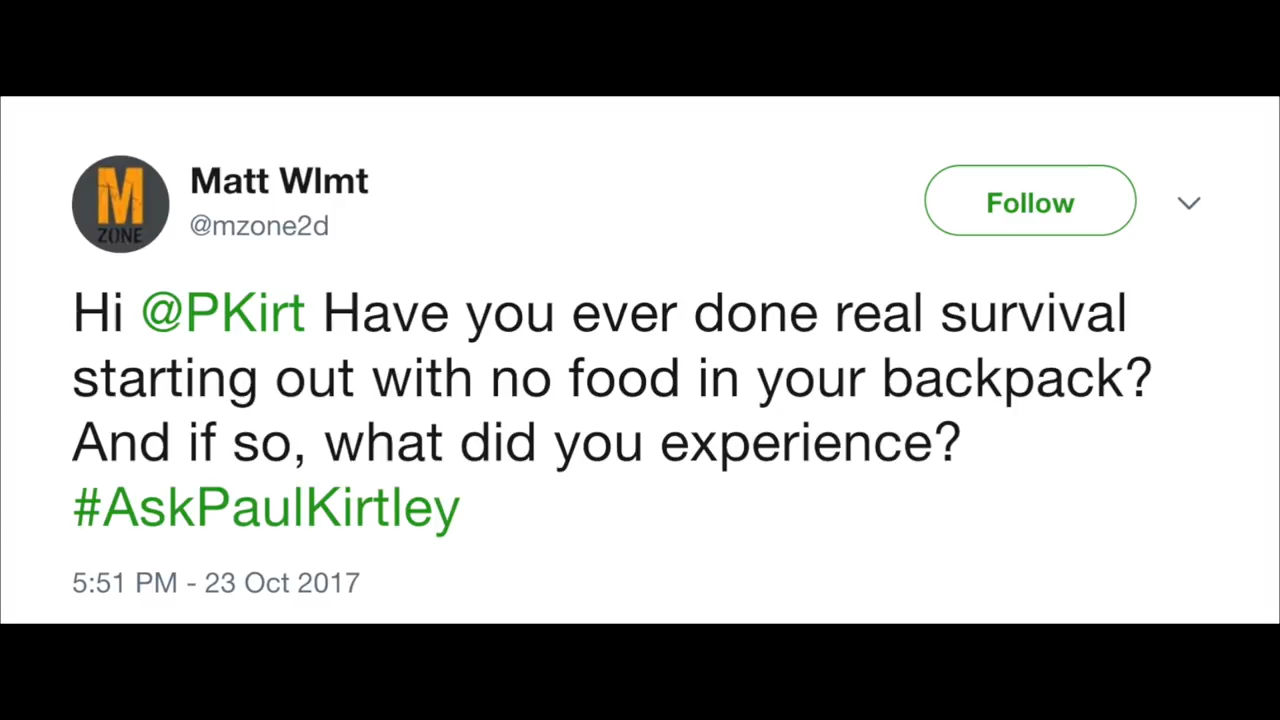 M
ZONE
Matt Wlmt
@mzone2d
Follow
Hi @PKirt Have you ever done real survival
starting out with no food in your backpack?
And if so, what did you experience?
#AskPaulKirtley
5:51 PM - 23 Oct 2017